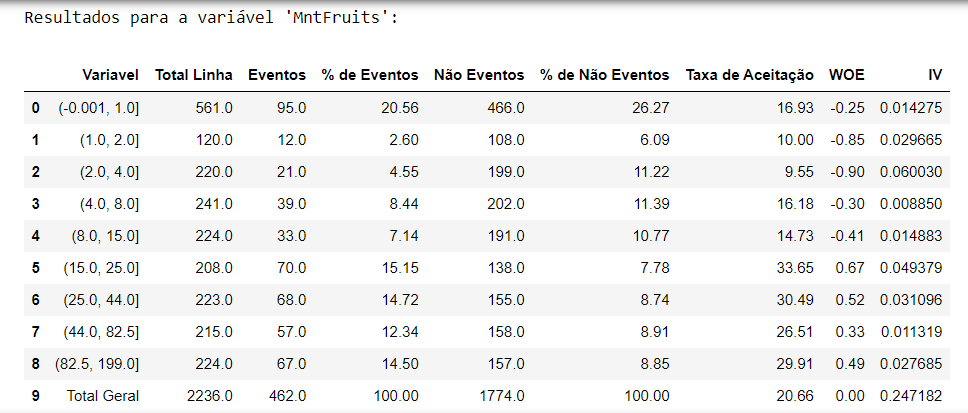 Resultados para a variável 'MntFruits':
Variavel Total Linha Eventos % de Eventos Não Eventos % de Não Eventos Taxa de Aceitação WOE IV
0 (-0.001, 1.0] 561.0 95.0 20.56 466.0 26.27 16.93 -0.25 0.014275
1 (1.0, 2.0] 120.0 12.0 2.60 108.0 6.09 10.00 -0.85 0.029665
2 (2.0, 4.0] 220.0 21.0 4.55 199.0 11.22 9.55 -0.90 0.060030
3 (4.0, 8.0] 241.0 39.0 8.44 202.0 11.39 16.18 -0.30 0.008850
4 (8.0, 15.0] 224.0 33.0 7.14 191.0 10.77 14.73 -0.41 0.014883
5 (15.0, 25.0] 208.0 70.0 15.15 138.0 7.78 33.65 0.67 0.049379
6 (25.0, 44.0] 223.0 68.0 14.72 155.0 8.74 30.49 0.52 0.031096
7 (44.0, 82.5] 215.0 57.0 12.34 158.0 8.91 26.51 0.33 0.011319
8 (82.5, 199.0] 224.0 67.0 14.50 157.0 8.85 29.91 0.49 0.027685
9 Total Geral 2236.0 462.0 100.00 1774.0 100.00 20.66 0.00 0.247182